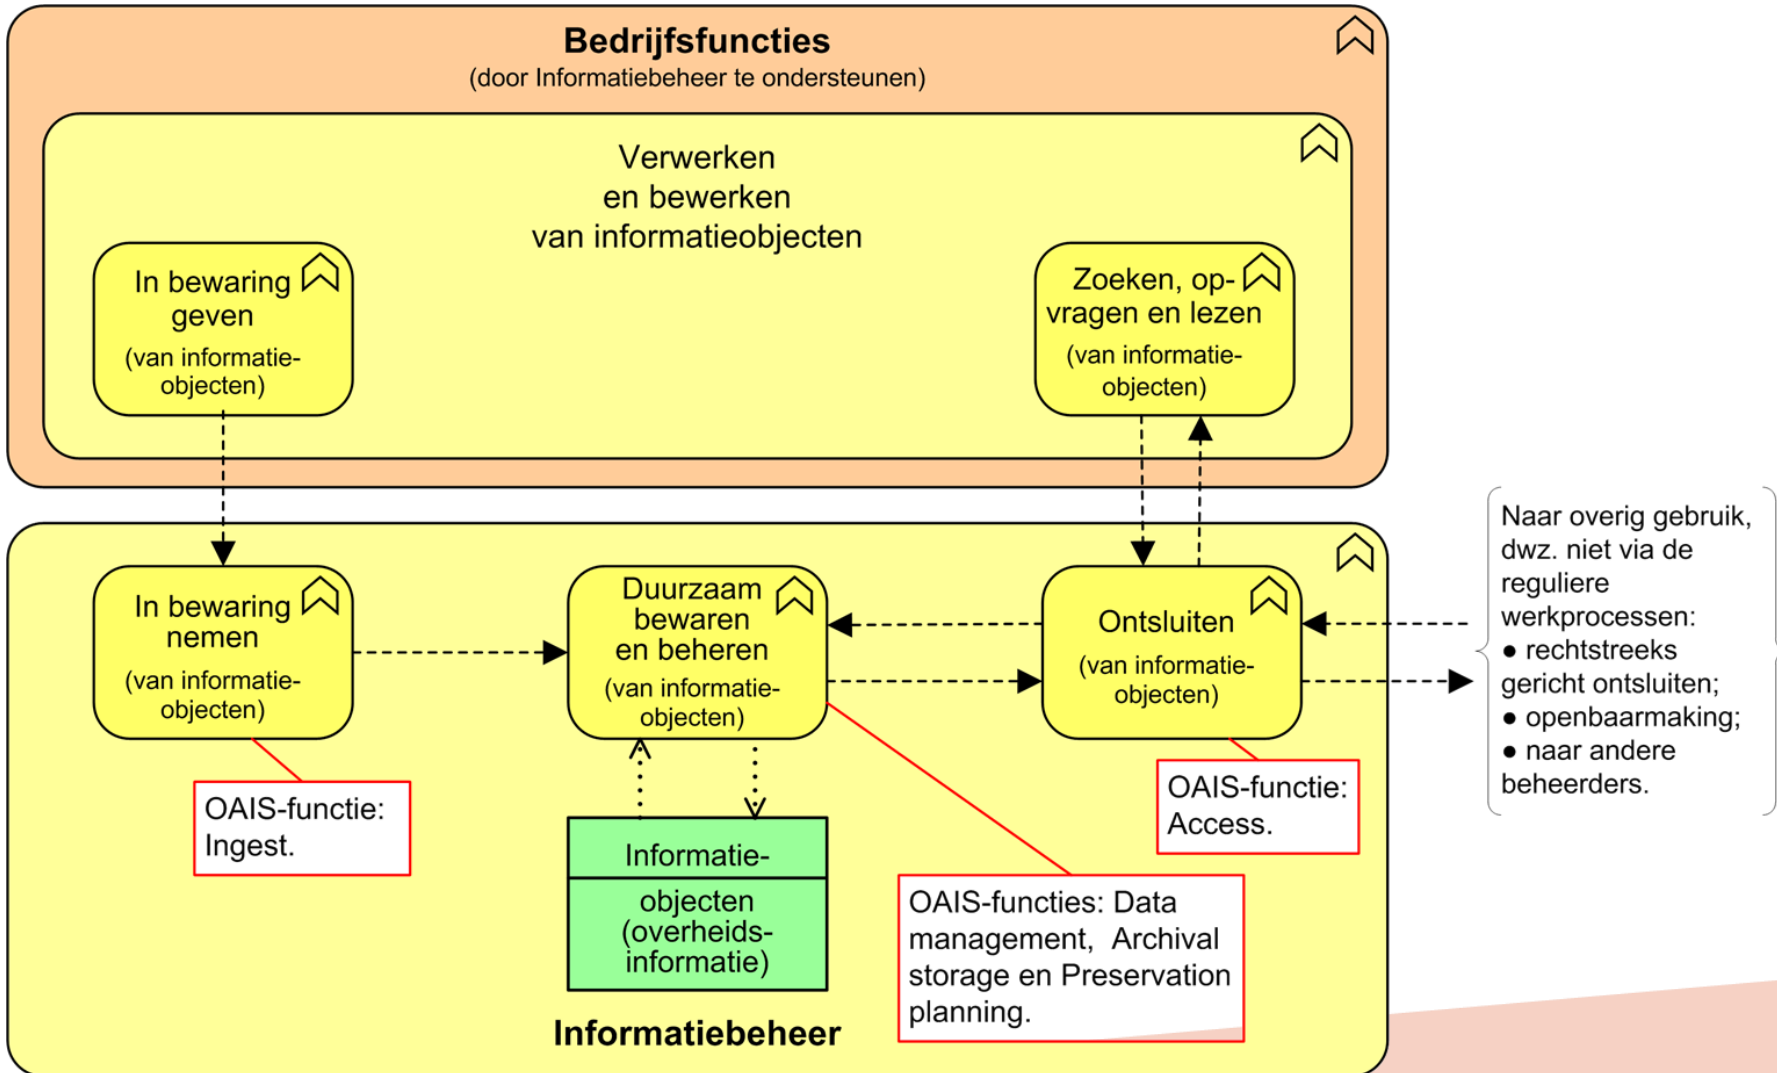 Bedrijfsfuncties
(door Informatiebeheer te ondersteunen)
Verwerken
en bewerken
van informatieobjecten
In bewaring
geven
(van informatie-
objecten)
Zoeken, op-
vragen en lezen
(van informatie-
objecten)
In bewaring
nemen
(van informatie-
objecten)
Duurzaam
bewaren
en beheren
(van informatie-
objecten)
Ontsluiten
(van informatie-
objecten)
Naar overig gebruik,
dwz. niet via de
reguliere
werkprocessen:
● rechtstreeks
gericht ontsluiten;
● openbaarmaking;
● naar andere
beheerders.
OAIS-functie:
Ingest.
Informatie-
objecten
(overheids-
informatie)
OAIS-functies: Data
management, Archival
storage en Preservation
planning.
OAIS-functie:
Access.
Informatiebeheer